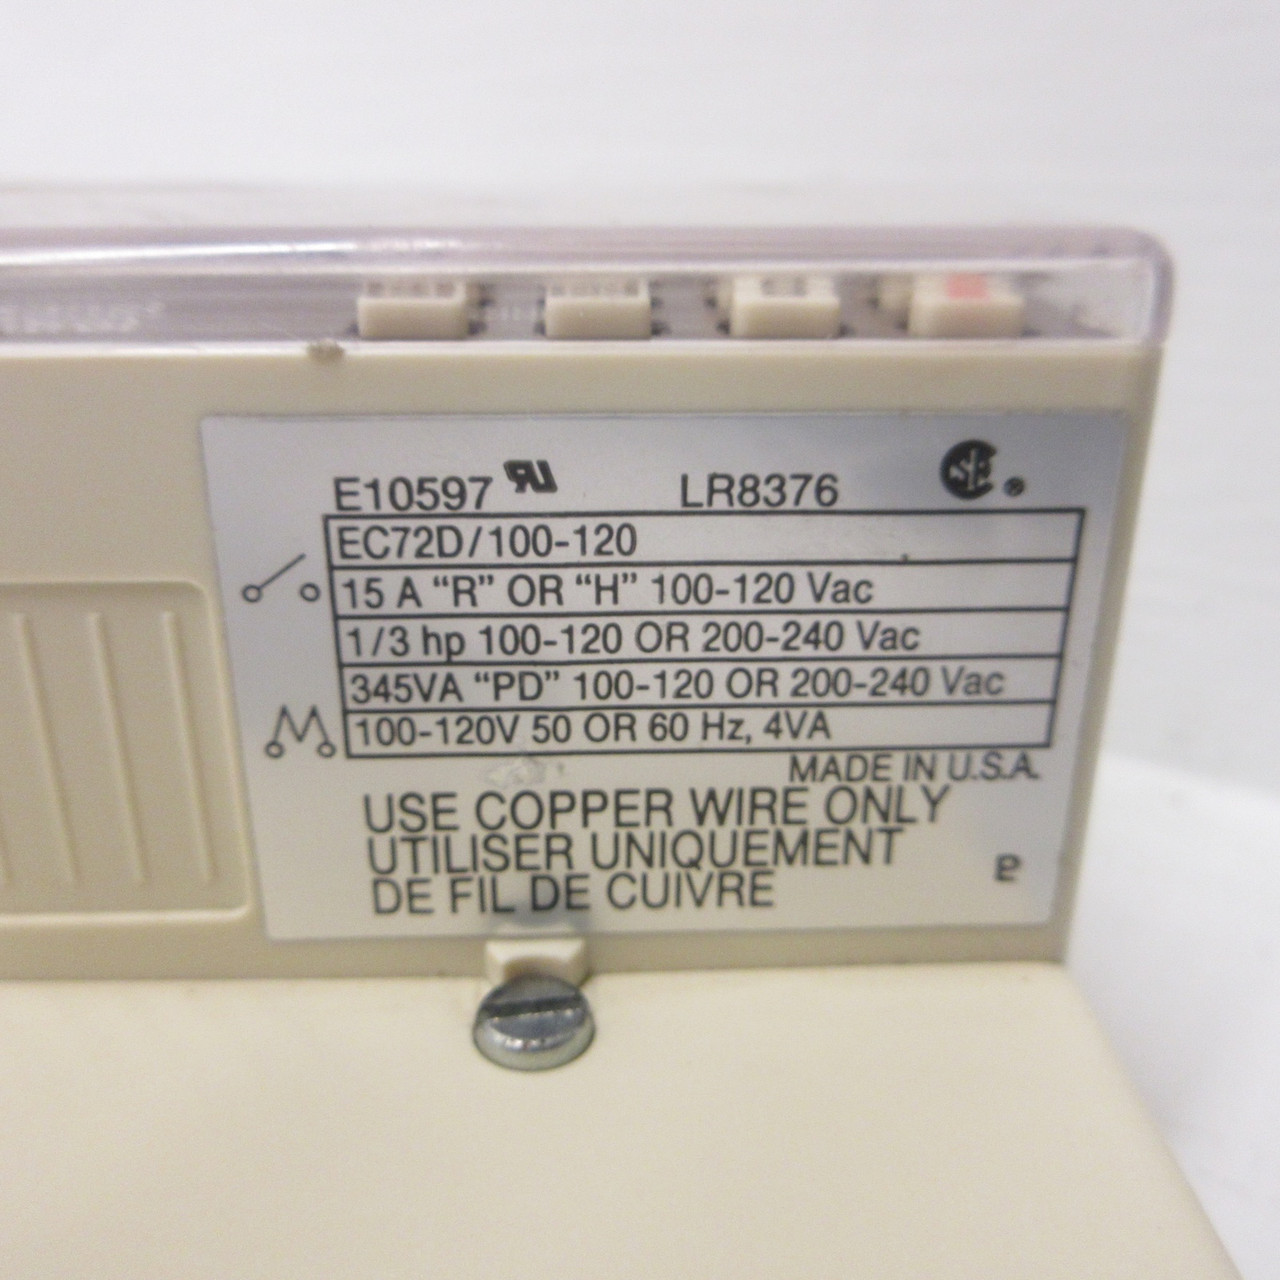 E10597 LR8376
EC72D/100-120
15 A “R” OR “H” 100-120 Vac
1/3 hp 100-120 OR 200-240 Vac
345VA “PD” 100-120 OR 200-240 Vac
100-120V 50 OR 60 Hz, 4VA
MADE IN U.S.A.
USE COPPER WIRE ONLY
UTILISER UNIQUEMENT
DE FIL DE CUIVRE